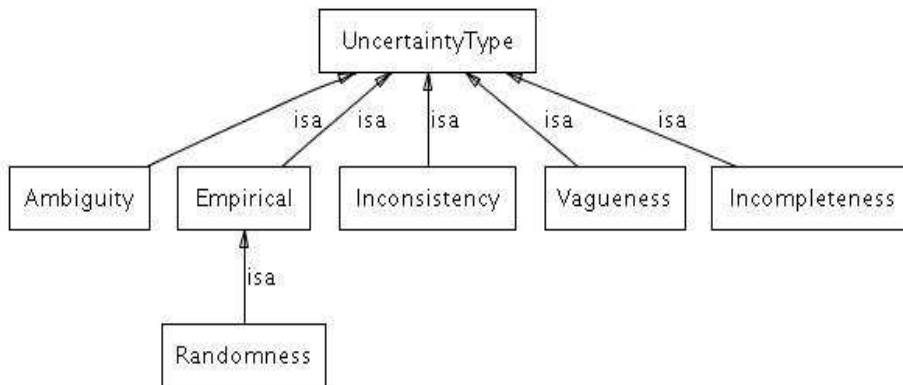 UncertaintyType
isa isa isa isa isa
Ambiguity Empirical Inconsistency Vagueness Incompleteness
isa
Randomness